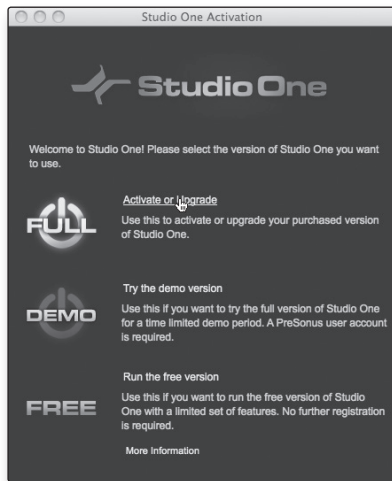 Studio One Activation
Studio One
Welcome to Studio One! Please select the version of Studio One you want
to use.
FULL
Activate or Upgrade
Use this to activate or upgrade your purchased version
of Studio One.
DEMO
Try the demo version
Use this if you want to try the full version of Studio One
for a time limited demo period. A PreSonus user account
is required.
FREE
Run the free version
Use this if you want to run the free version of Studio
One with a limited set of features. No further registration
is required.
More Information